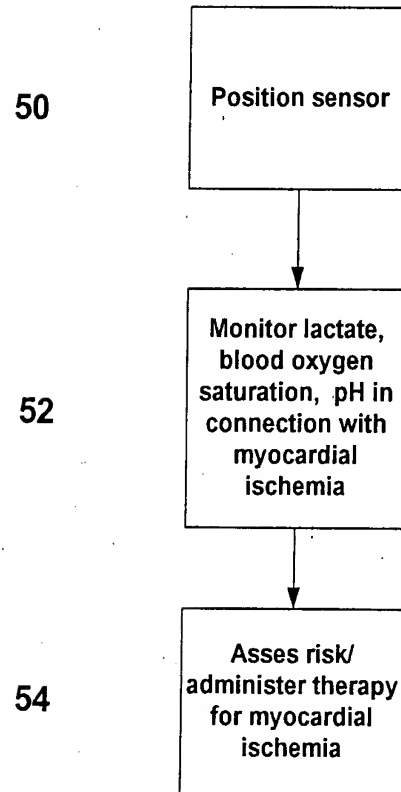 50
Position sensor
52
Monitor lactate,
blood oxygen
saturation, pH in
connection with
myocardial
ischemia
54
Asses risk/
administer therapy
for myocardial
ischemia